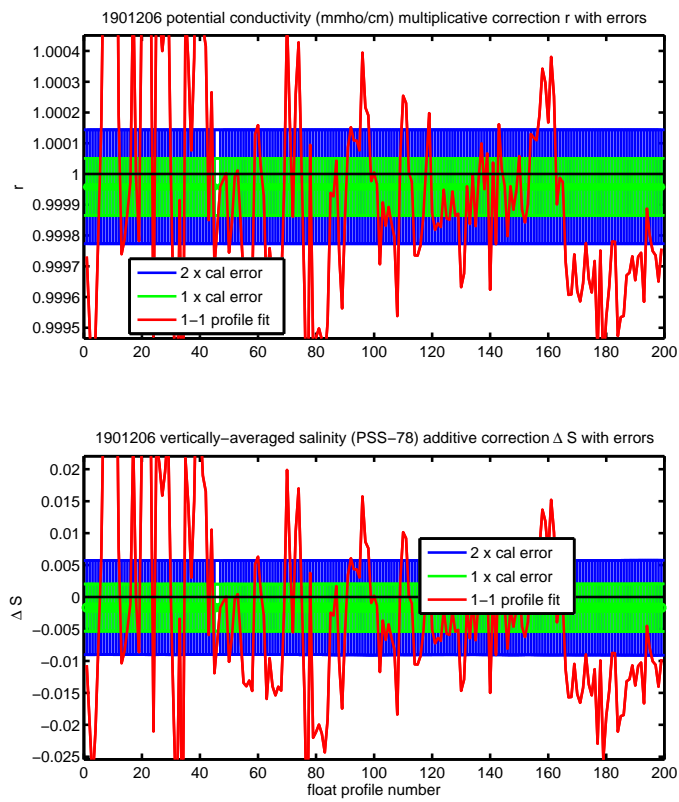 1901206 potential conductivity (mmho/cm) multiplicative correction r with errors
1.0004
1.0003
1.0002
1.0001
1
0.9999
0.9998
0.9997
0.9996
0.9995
r
2 x cal error
1 x cal error
1−1 profile fit
0 20 40 60 80 100 120 140 160 180 200
1901206 vertically−averaged salinity (PSS−78) additive correction Δ S with errors
0.02
0.015
0.01
0.005
0
−0.005
−0.01
−0.015
−0.02
−0.025
Δ S
2 x cal error
1 x cal error
1−1 profile fit
0 20 40 60 80 100 120 140 160 180 200
float profile number